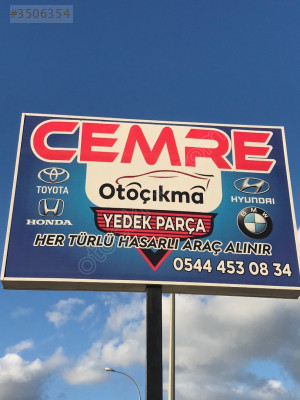 #3506354
CEMRE
Otoçıkma
YEDEK PARÇA
TOYOTA
HONDA
HYUNDAI
BMW
HER TÜRLÜ HASARLI ARAÇ ALINIR
0544 453 08 34